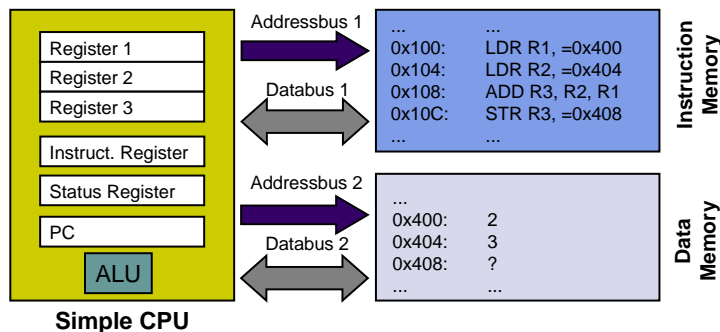 Register 1
Register 2
Register 3
Instruct. Register
Status Register
PC
ALU
Simple CPU
Addressbus 1
Databus 1
Addressbus 2
Databus 2
... ...
0x100: LDR R1, =0x400
0x104: LDR R2, =0x404
0x108: ADD R3, R2, R1
0x10C: STR R3, =0x408
... ...
Instruction
Memory
...
0x400: 2
0x404: 3
0x408: ?
... ...
Data
Memory